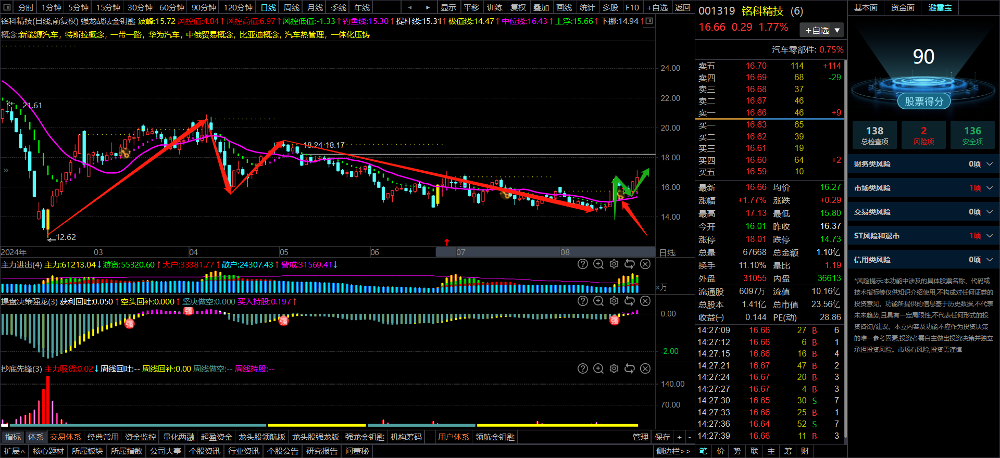 分时 1分钟 5分钟 15分钟 30分钟 60分钟 90分钟 120分钟 日线 周线 月线 季线 年线 ◂ ▸ 显示 平移 训练 复权 叠加 画线 统计 多股 F10 +自选 返回
铭科精技(日线,前复权) 强龙战法金钥匙 波峰:15.72 风控值:4.04↑ 风控高值:6.97↑ 风控低值:-1.33↑ 钓鱼线:15.30↑ 提杆线:15.31↑ 极值线:14.47↑ 中位线:16.43↑ 上浮:15.66↑ 下挪:14.94
概念:新能源汽车，特斯拉概念，一带一路，华为汽车，中俄贸易概念，比亚迪概念，汽车热管理，一体化压铸
24.00
22.00
20.00
18.00
16.00
14.00
21.61
18.24-18.17
12.62
»
2024年 03 04 05 06 07 08 日线
主力进出(4) 主力:61213.04↓ 游资:55320.60↑ 大户:33381.77↑ 散户:24307.43↑ 警戒:31569.41↓
×万
操盘决策强龙(3) 获利回吐:0.050↑ 空头回补:0.000↑ 坚决做空:0.000 买入持股:0.197↑
强 强 强 强
0.00
-2.00
抄底先锋(3) 主力吸货:0.02↓ 周线回吐:-- 周线回补:0.00 周线做空:-- 周线持股:--
140.00
70.00
指标 体系 交易体系 经典常用 资金监控 量化两融 超盈资金 龙头股领航版 龙头股强龙版 强龙金钥匙 机构筹码 用户体系 领航金钥匙 管理 保存 + -
扩展∧ 核心题材 所属板块 所属指数 公司大事 个股资讯 行业资讯 个股公告 研究报告 问董秘 侧边栏>>
001319 铭科精技 (6)
16.66 0.29 1.77%
+自选 ▼
汽车零部件: 0.75%
卖五 16.70 114 +114
卖四 16.69 68 -29
卖三 16.68 37
卖二 16.67 46
卖一 16.66 46 +9
买一 16.63 65
买二 16.62 39
买三 16.61 19
买四 16.60 64 +2
买五 16.59 10
最新 16.66 均价 16.27
涨幅 +1.77% 涨跌 +0.29
最高 17.13 最低 15.80
今开 16.01 昨收 16.37
涨停 18.01 跌停 14.73
总量 67668 总金额 1.10亿
换手 11.10% 量比 1.19
外盘 31055 内盘 36613
流通股 6097万 流值 10.16亿
总股本 1.41亿 总市值 23.56亿
收益(一) 0.144 PE(动) 28.86
14:27:09 16.66 27 B 6
14:27:12 16.66 6 B 1
14:27:15 16.66 16 B 4
14:27:21 16.67 47 B 2
14:27:24 16.67 20 B 3
14:27:27 16.67 4 B 3
14:27:30 16.65 30 S 7
14:27:33 16.66 25 B 1
14:27:36 16.64 52 S 7
14:27:39 16.66 11 B 3
笔 价 势 联 主 筹 财
基本面 资金面 避雷宝
90
股票得分
138 2 136
总检查项 风险项 安全项
财务类风险 0项
市场类风险 1项
交易类风险 0项
ST风险和退市 1项
信用类风险 0项
*风险提示:本功能中涉及的具体股票名称、代码或
技术指标等仅供知识介绍使用,不构成对任何证券的
投资意见。功能所提供的信息基于历史数据,不代表
未来趋势,且具有一定局限性,不代表任何形式的投
资咨询/建议。本立内容及功能不应作为投资决策
的唯一参考因素,投资者需自主做出投资决策并独立
承担投资风险。市场有风险,投资需谨慎